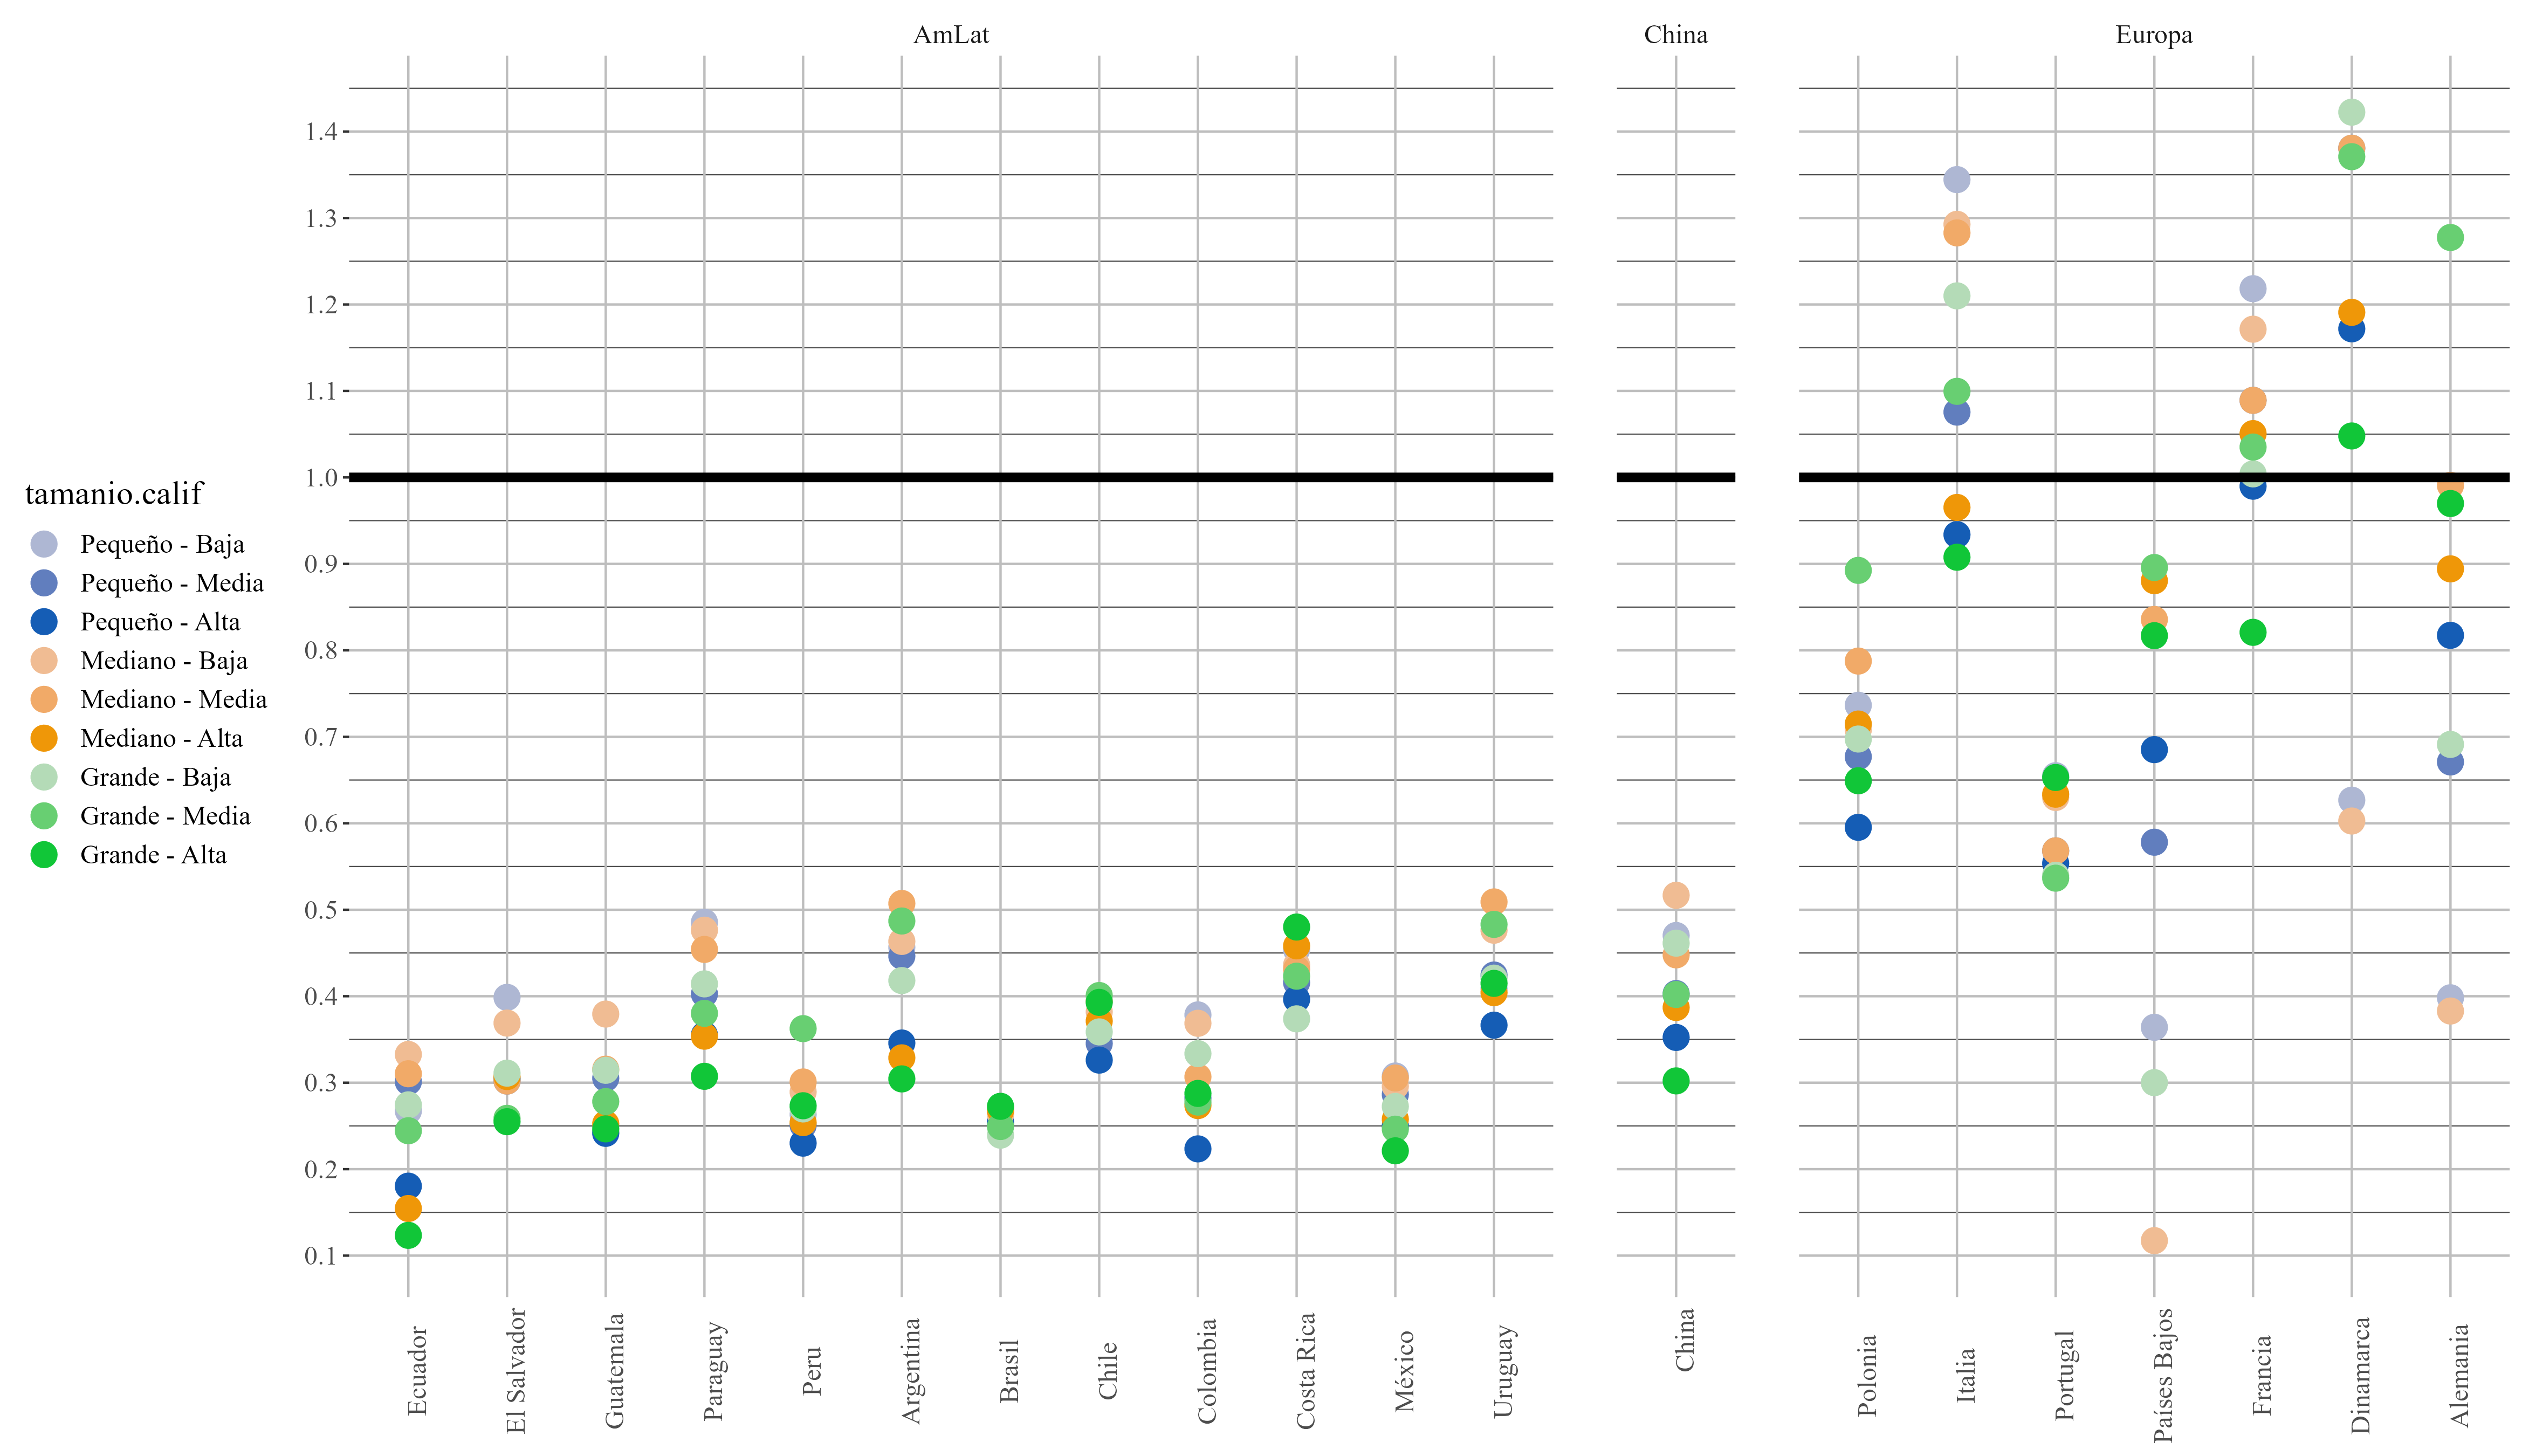 AmLat
China
Europa
1.4
1.3
1.2
1.1
1.0
0.9
0.8
0.7
0.6
0.5
0.4
0.3
0.2
0.1
tamanio.calif
Pequeño - Baja
Pequeño - Media
Pequeño - Alta
Mediano - Baja
Mediano - Media
Mediano - Alta
Grande - Baja
Grande - Media
Grande - Alta
Ecuador
El Salvador
Guatemala
Paraguay
Peru
Argentina
Brasil
Chile
Colombia
Costa Rica
México
Uruguay
China
Polonia
Italia
Portugal
Países Bajos
Francia
Dinamarca
Alemania